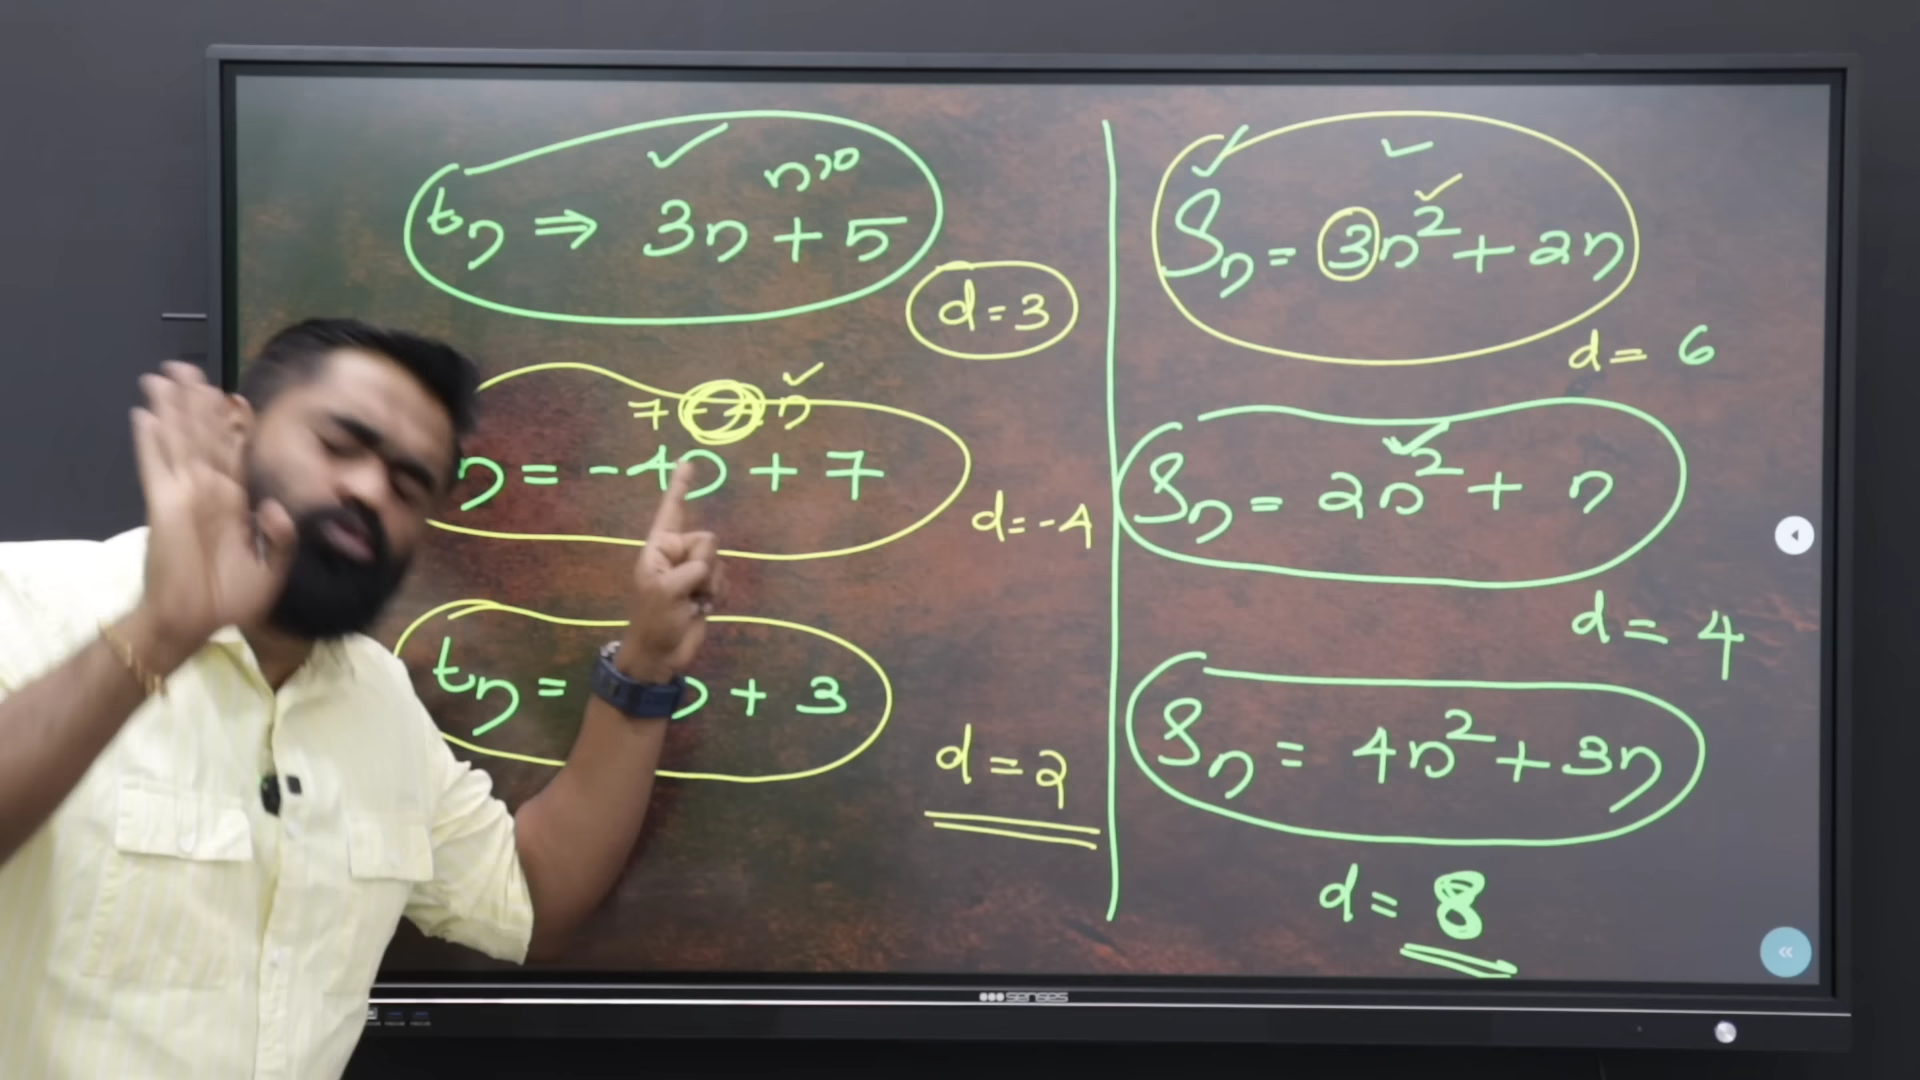 n>0
tn ⇒ 3n + 5
d = 3
7 n
n = -4n + 7
d = -4
tn = + 3
d = 2
Sn = 3n² + 2n
d = 6
Sn = 2n² + n
d = 4
Sn = 4n² + 3n
d = 8
senses